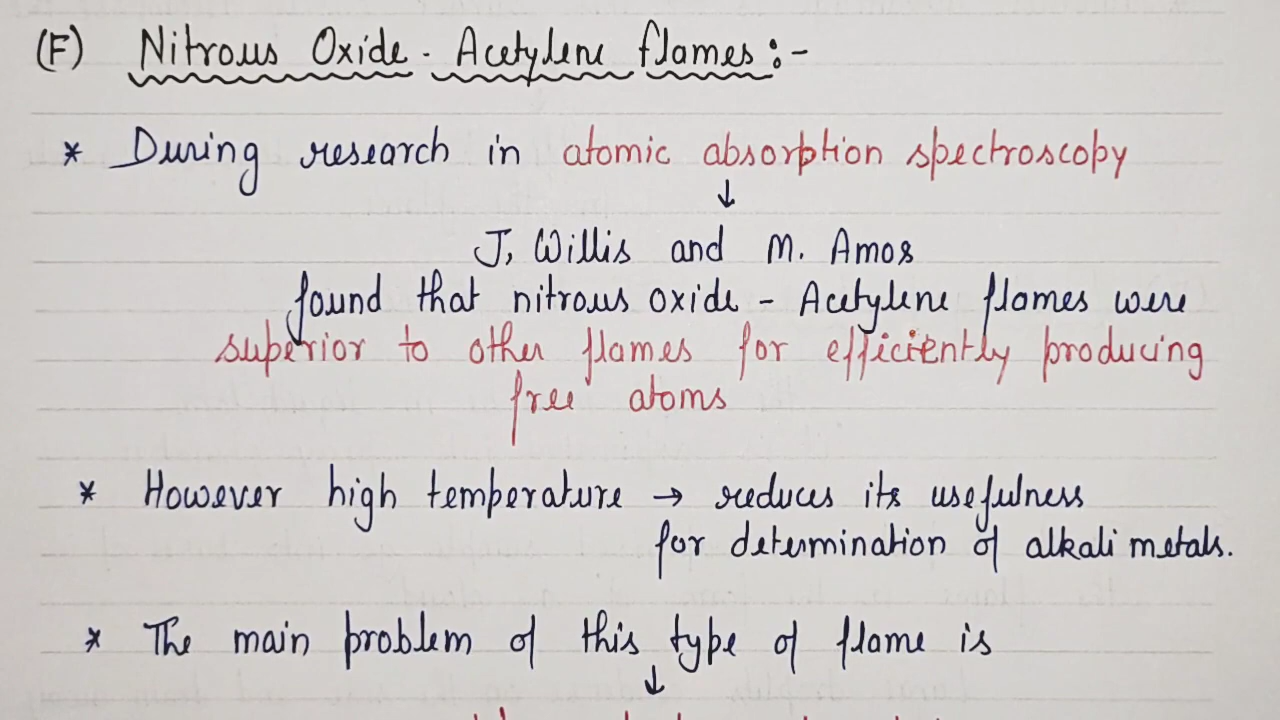 (F) Nitrous Oxide - Acetylene flames :-
* During research in atomic absorption spectroscopy
↓
J. Willis and M. Amos
found that nitrous oxide - Acetylene flames were
superior to other flames for efficiently producing
free atoms
* However high temperature → reduces its usefulness
for determination of alkali metals.
* The main problem of this type of flame is
↓